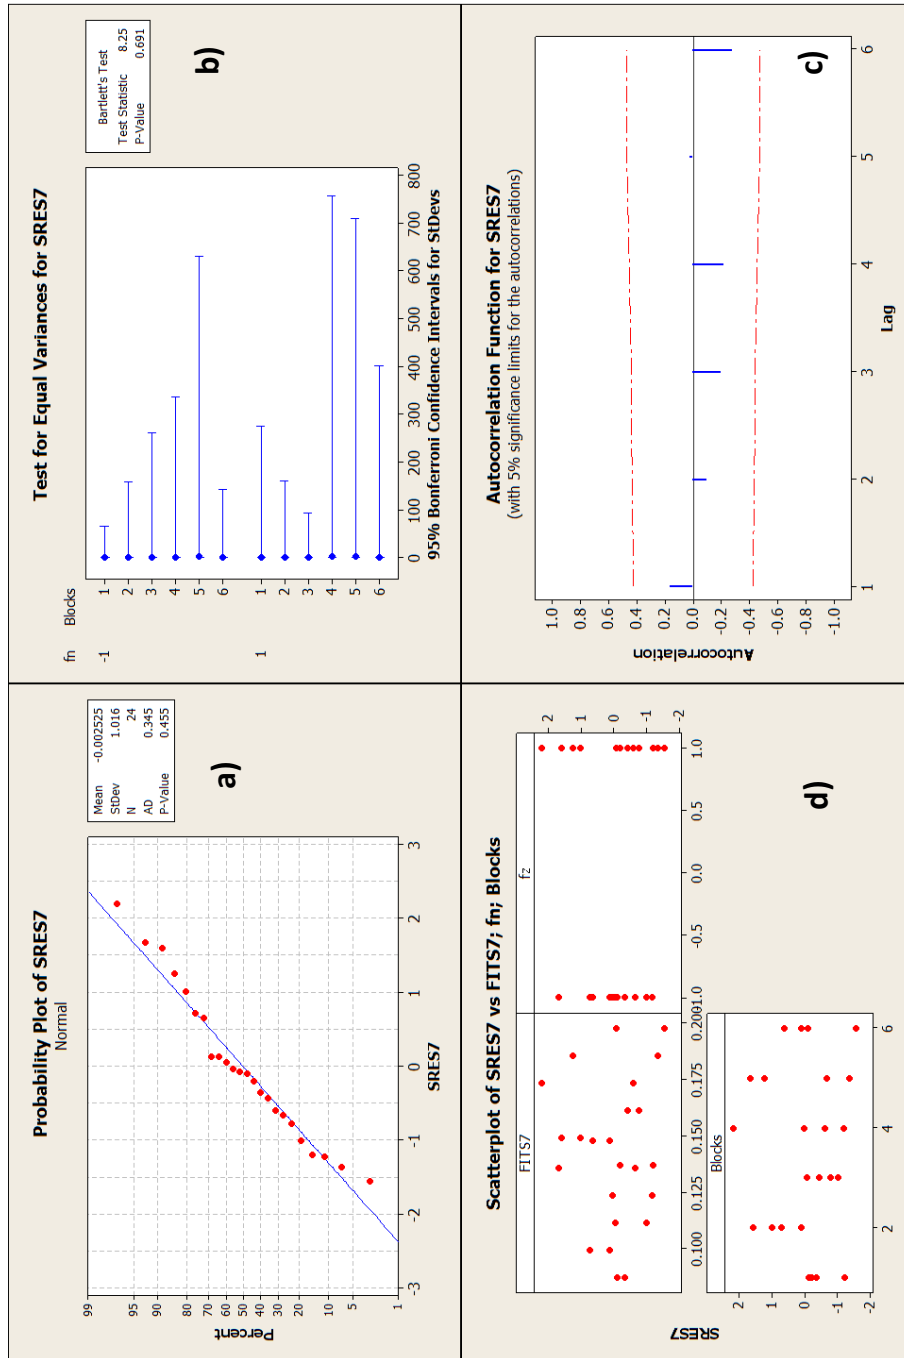 Probability Plot of SRES7
Normal
Mean -0.002525
StDev 1.016
N 24
AD 0.345
P-Value 0.455
a)
99
95
90
80
70
60
50
40
30
20
10
5
1
Percent
-3 -2 -1 0 1 2 3
SRES7
Test for Equal Variances for SRES7
fn Blocks
-1 1
2
3
4
5
6
1 1
2
3
4
5
6
0 100 200 300 400 500 600 700 800
95% Bonferroni Confidence Intervals for StDevs
Bartlett's Test
Test Statistic 8.25
P-Value 0.691
b)
Scatterplot of SRES7 vs FITS7; fn; Blocks
FITS7 fz
2
1
0
-1
-2
0.100 0.125 0.150 0.175 0.200 -1.0 -0.5 0.0 0.5 1.0
Blocks
2
1
0
-1
-2
SRES7
2 4 6
d)
Autocorrelation Function for SRES7
(with 5% significance limits for the autocorrelations)
1.0
0.8
0.6
0.4
0.2
0.0
-0.2
-0.4
-0.6
-0.8
-1.0
Autocorrelation
1 2 3 4 5 6
Lag
c)